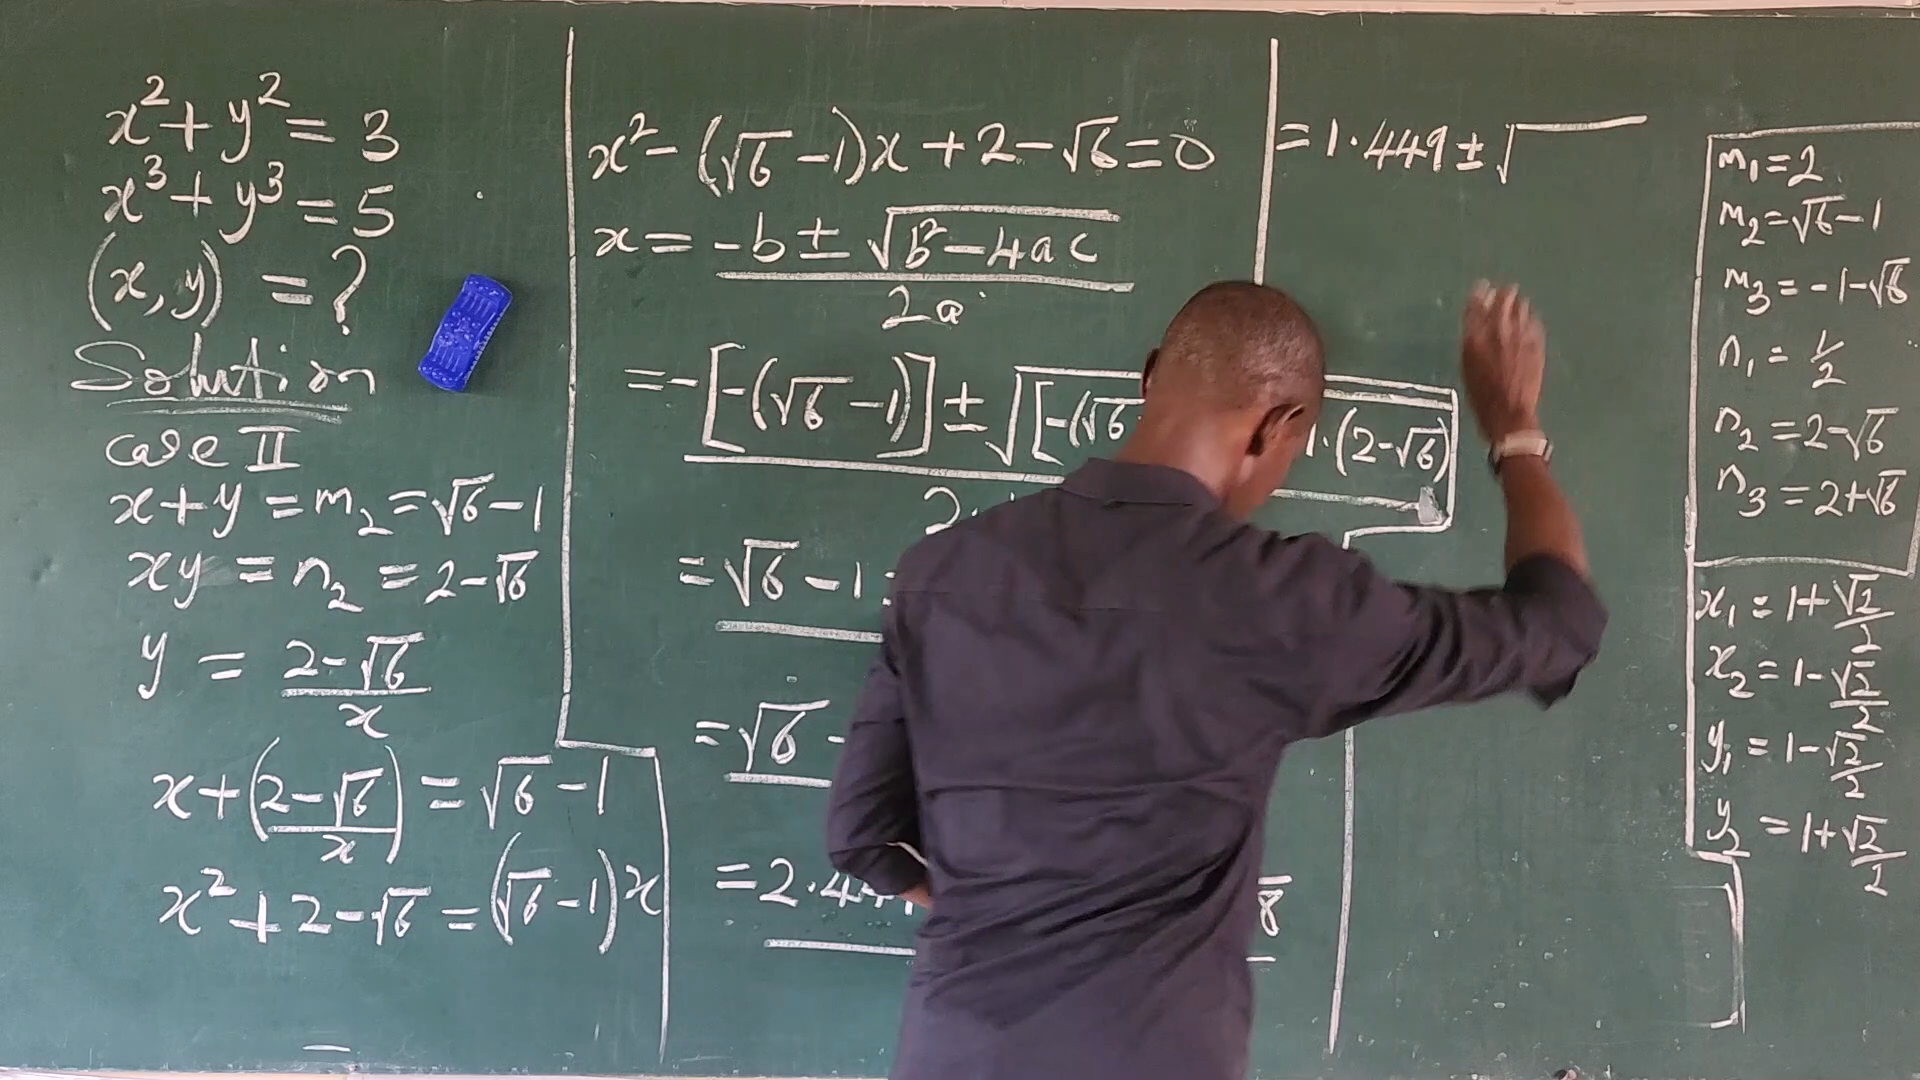 x² + y² = 3
x³ + y³ = 5
(x, y) = ?
Solution
case II
x + y = m₂ = √6 - 1
xy = n₂ = 2 - √6
y = (2 - √6)/x
x + ((2 - √6)/x) = √6 - 1
x² + 2 - √6 = (√6 - 1)x
x² - (√6 - 1)x + 2 - √6 = 0
x = (-b ± √(b² - 4ac))/2a
= -[-(√6 - 1)] ± √[-(√6 1·(2-√6)
2·
= √6 - 1
= √6 -
= 2.4 8
= 1.449 ± √
m₁ = 2
m₂ = √6 - 1
m₃ = -1 - √6
n₁ = 1/2
n₂ = 2 - √6
n₃ = 2 + √6
x₁ = 1 + √2/2
x₂ = 1 - √2/2
y₁ = 1 - √2/2
y₂ = 1 + √2/2